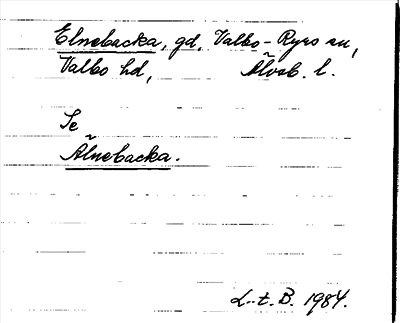 Elnebacka, gd, Valbo-Ryrs sn,
Valbo hd, Älvsb. l.
Se
Älnebacka.
L.t.B. 1984.